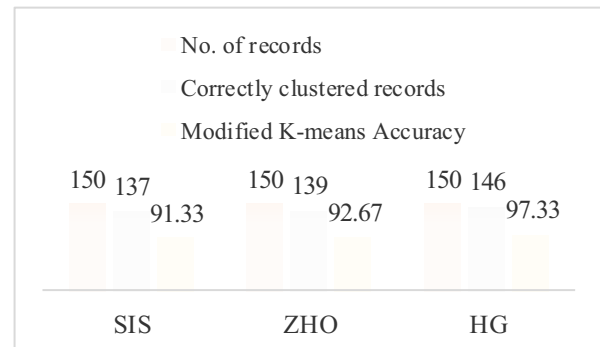 No. of records
Correctly clustered records
Modified K-means Accuracy
150 137 91.33 150 139 92.67 150 146 97.33
SIS ZHO HG